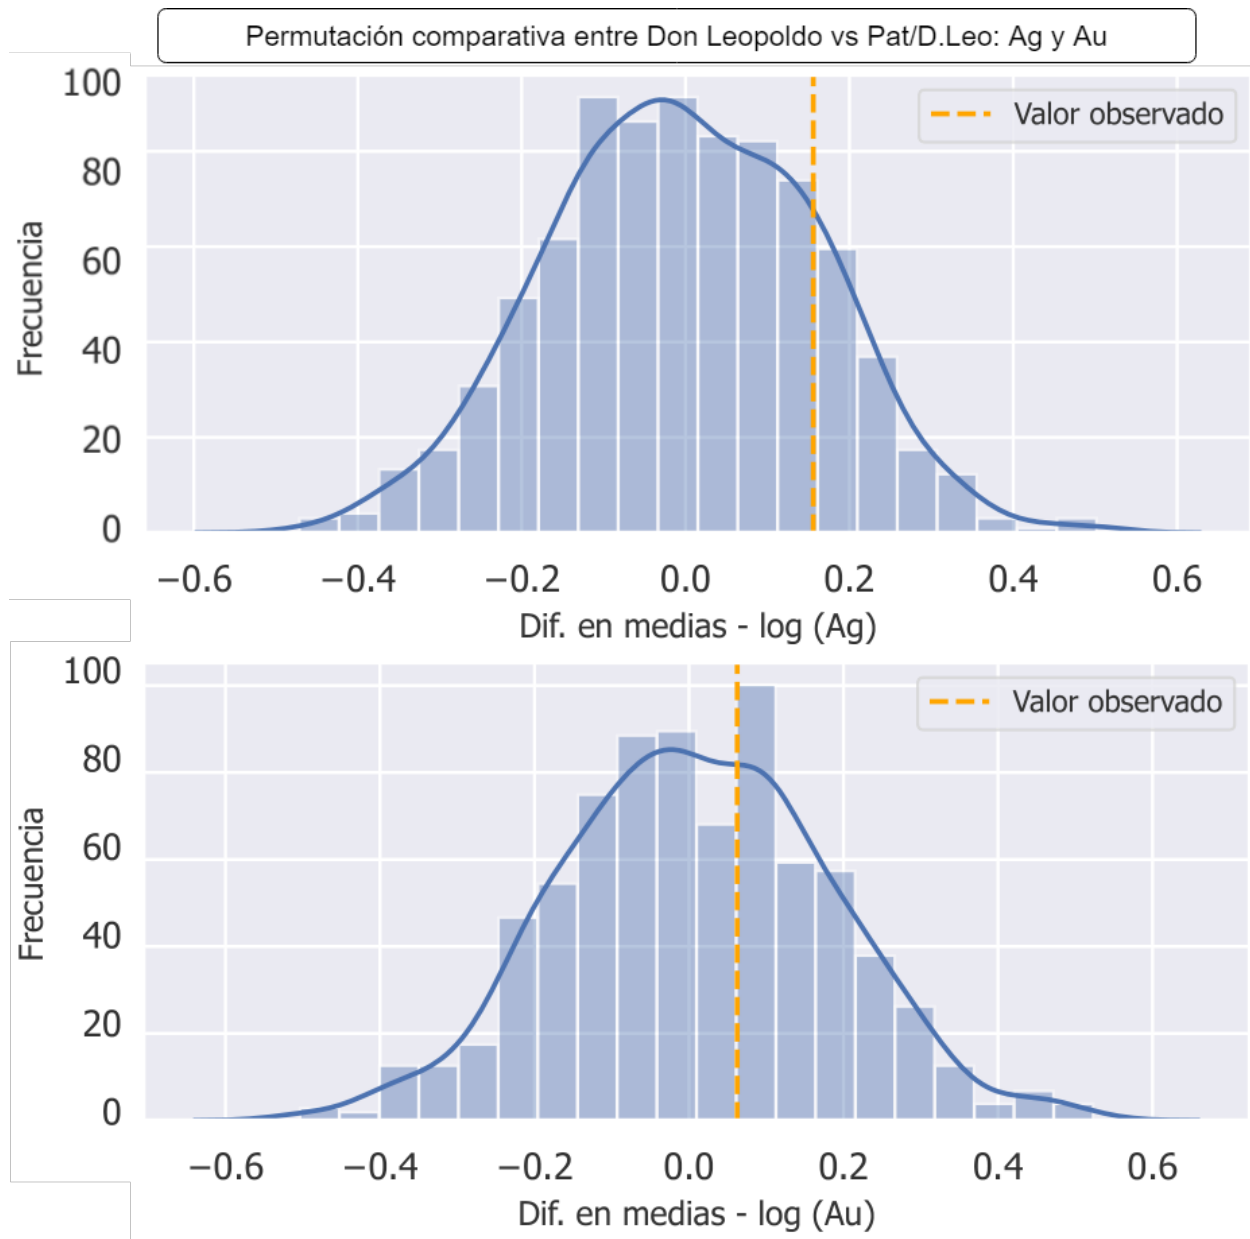 Permutación comparativa entre Don Leopoldo vs Pat/D.Leo: Ag y Au
100
80
60
40
20
0
Frecuencia
Valor observado
−0.6 −0.4 −0.2 0.0 0.2 0.4 0.6
Dif. en medias - log (Ag)
100
80
60
40
20
0
Frecuencia
Valor observado
−0.6 −0.4 −0.2 0.0 0.2 0.4 0.6
Dif. en medias - log (Au)